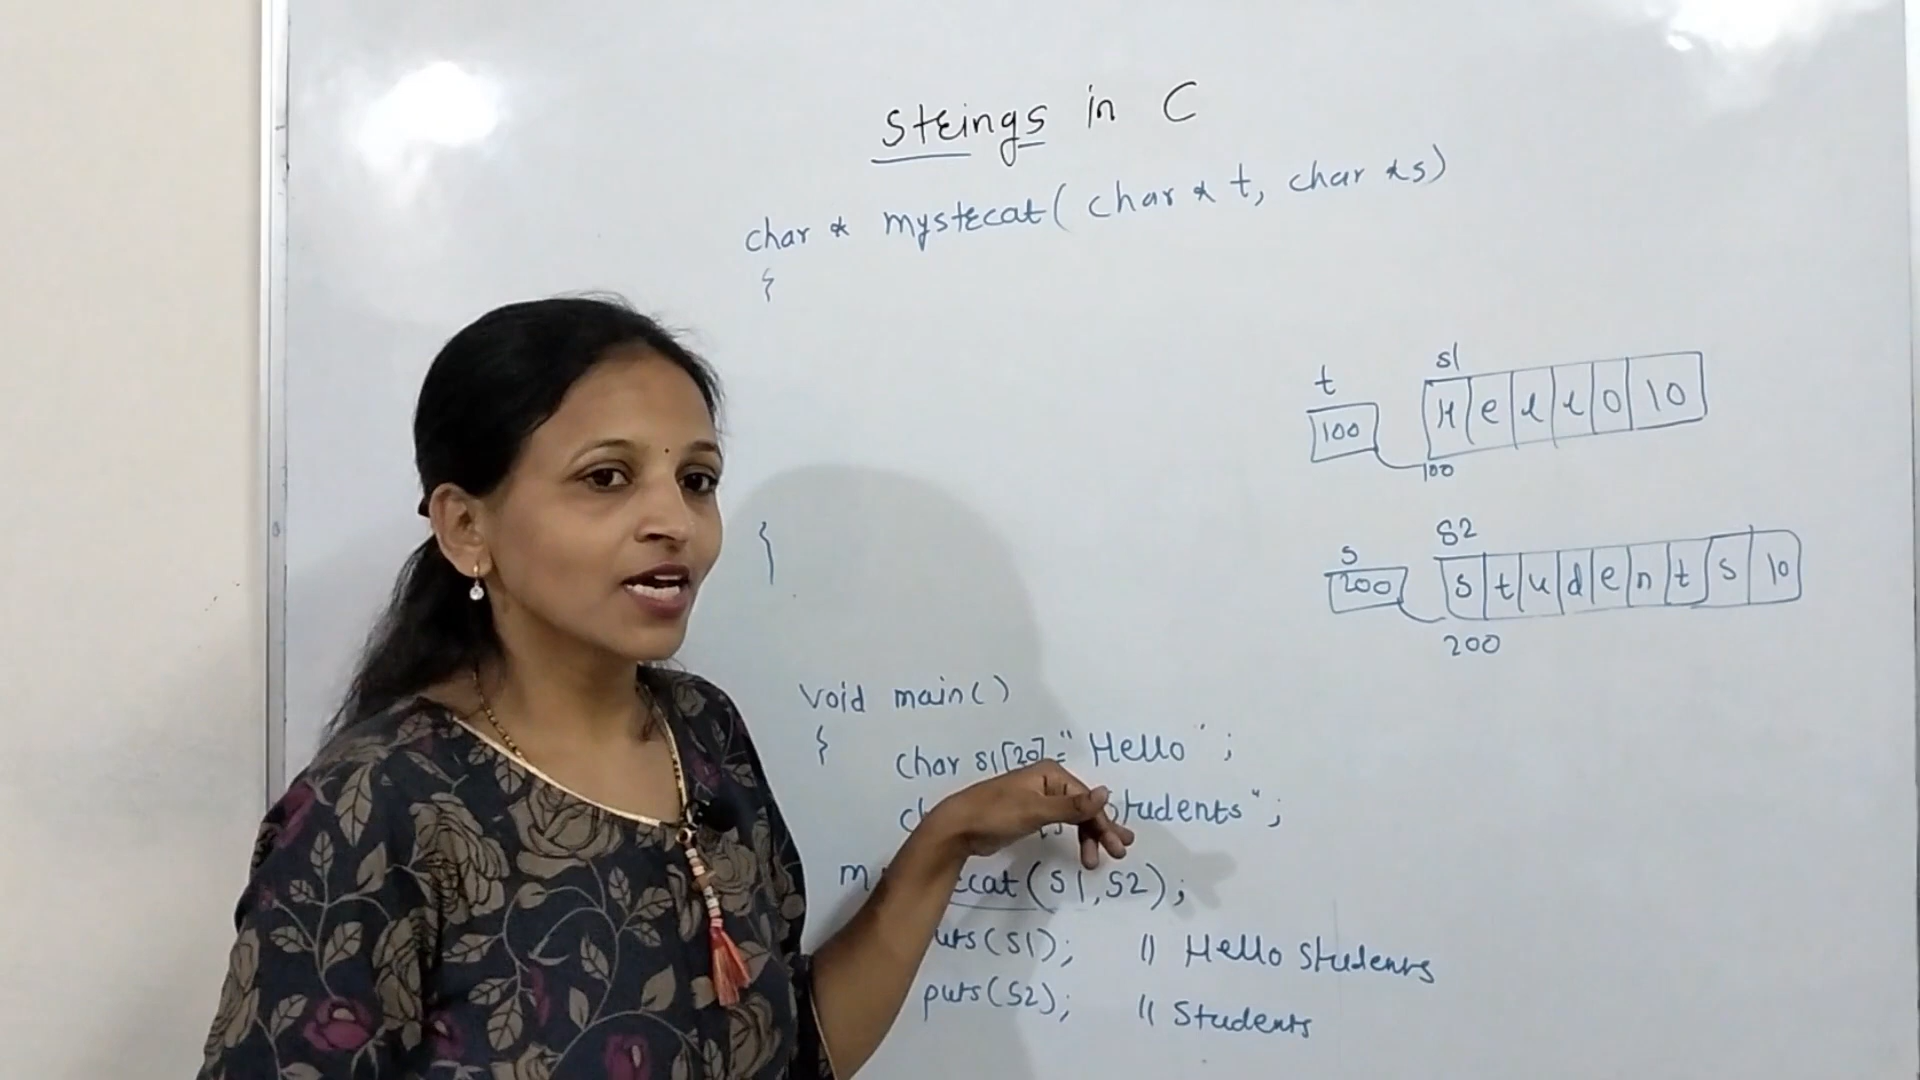 Strings in C
char * mystrcat( char * t, char *s)
{
t
s1
100
H e l l o \0
100
s2
s
200
S t u d e n t s \0
200
}
void main()
{ char s1[20]="Hello";
Students";
cat(s1,s2);
puts(s1); // Hello Students
puts(s2); // Students